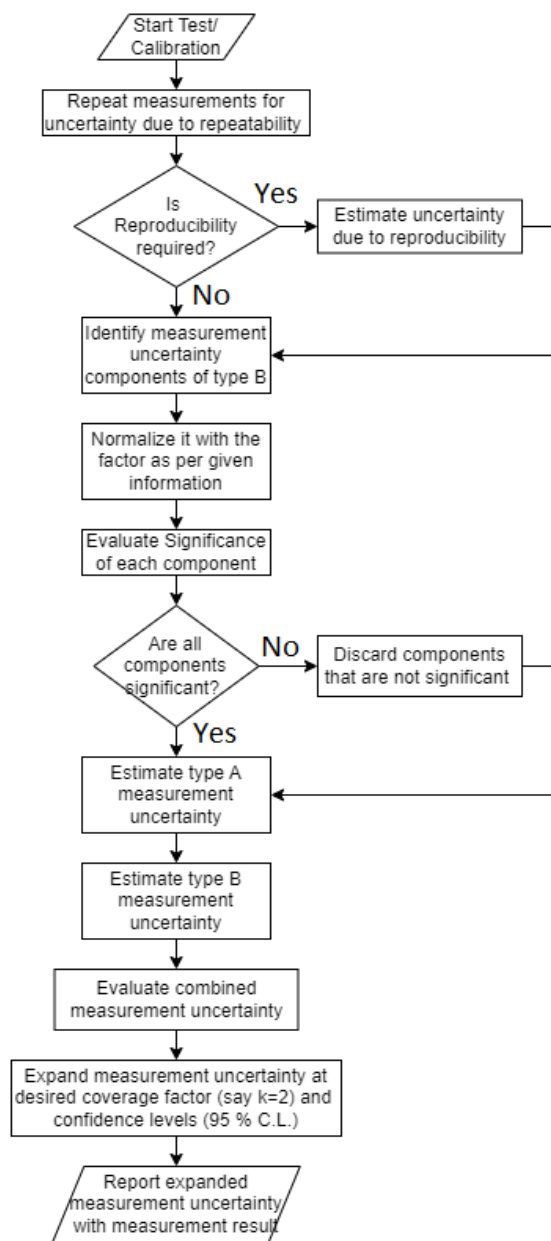 Start Test/
Calibration
Repeat measurements for
uncertainty due to repeatability
Is
Reproducibility
required?
Yes
Estimate uncertainty
due to reproducibility
No
Identify measurement
uncertainty
components of type B
Normalize it with the
factor as per given
information
Evaluate Significance
of each component
Are all
components
significant?
No
Discard components
that are not significant
Yes
Estimate type A
measurement
uncertainty
Estimate type B
measurement
uncertainty
Evaluate combined
measurement uncertainty
Expand measurement uncertainty at
desired coverage factor (say k=2) and
confidence levels (95 % C.L.)
Report expanded
measurement uncertainty
with measurement result